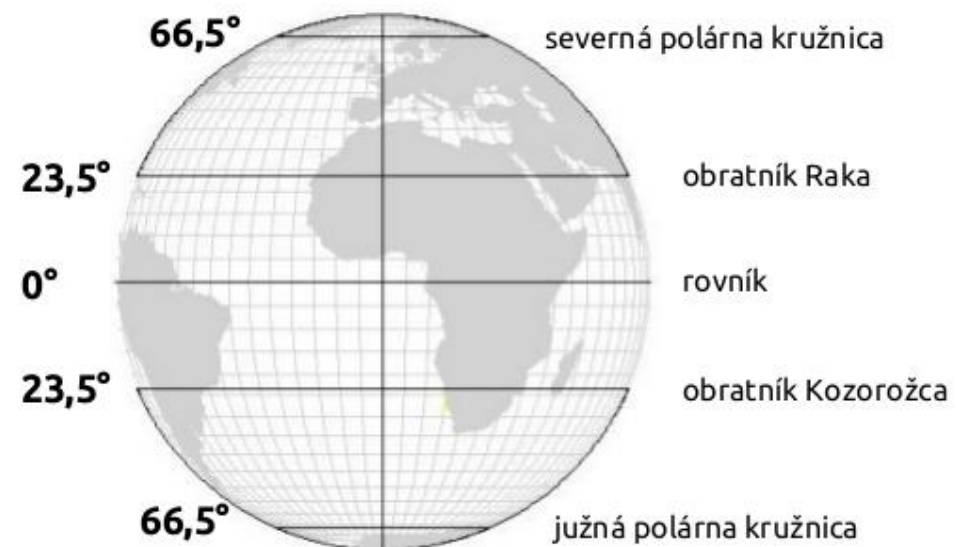 66,5° severná polárna kružnica
23,5° obratník Raka
0° rovník
23,5° obratník Kozorožca
66,5° južná polárna kružnica